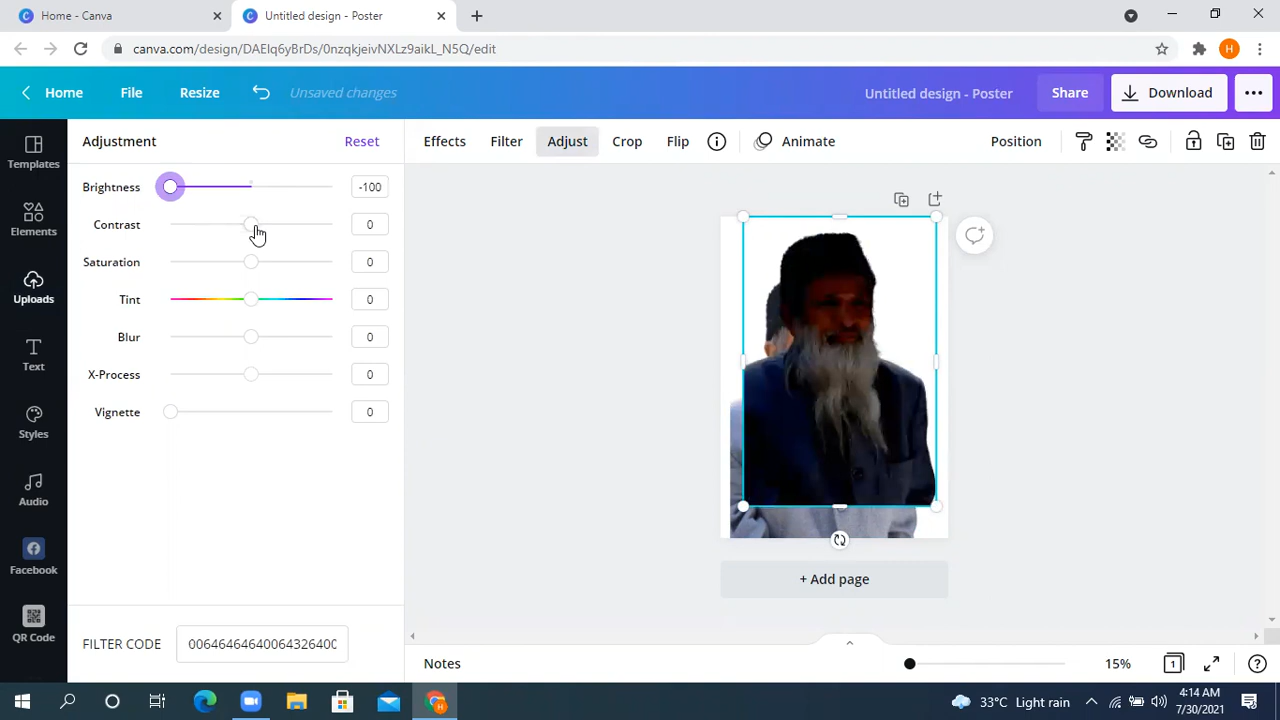 Home - Canva
Untitled design - Poster
canva.com/design/DAElq6yBrDs/0nzqkjeivNXLz9aikL_N5Q/edit
H
Home
File
Resize
Unsaved changes
Untitled design - Poster
Share
Download
Adjustment
Reset
Effects
Filter
Adjust
Crop
Flip
Animate
Position
Templates
Elements
Uploads
Text
Styles
Audio
Facebook
QR Code
Brightness
-100
Contrast
0
Saturation
0
Tint
0
Blur
0
X-Process
0
Vignette
0
FILTER CODE
+ Add page
Notes
15%
1
33°C Light rain
4:14 AM
7/30/2021